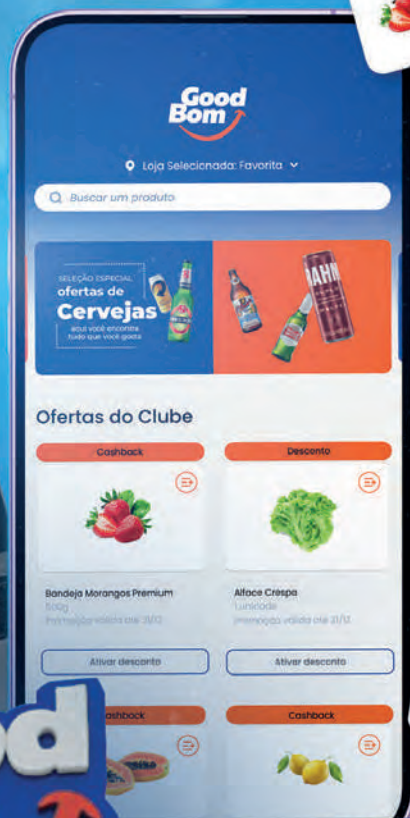 Good
Bom
Loja Selecionada: Favorita
Buscar um produto
SELEÇÃO ESPECIAL
ofertas de
Cervejas
aqui você encontra
tudo que você gosta
Ofertas do Clube
Cashback
Desconto
Bandeja Morangos Premium
500g
Promoção válida até 31/12
Alface Crespa
1 unidade
Promoção válida até 31/12
Ativar desconto
Ativar desconto
Cashback
Cashback